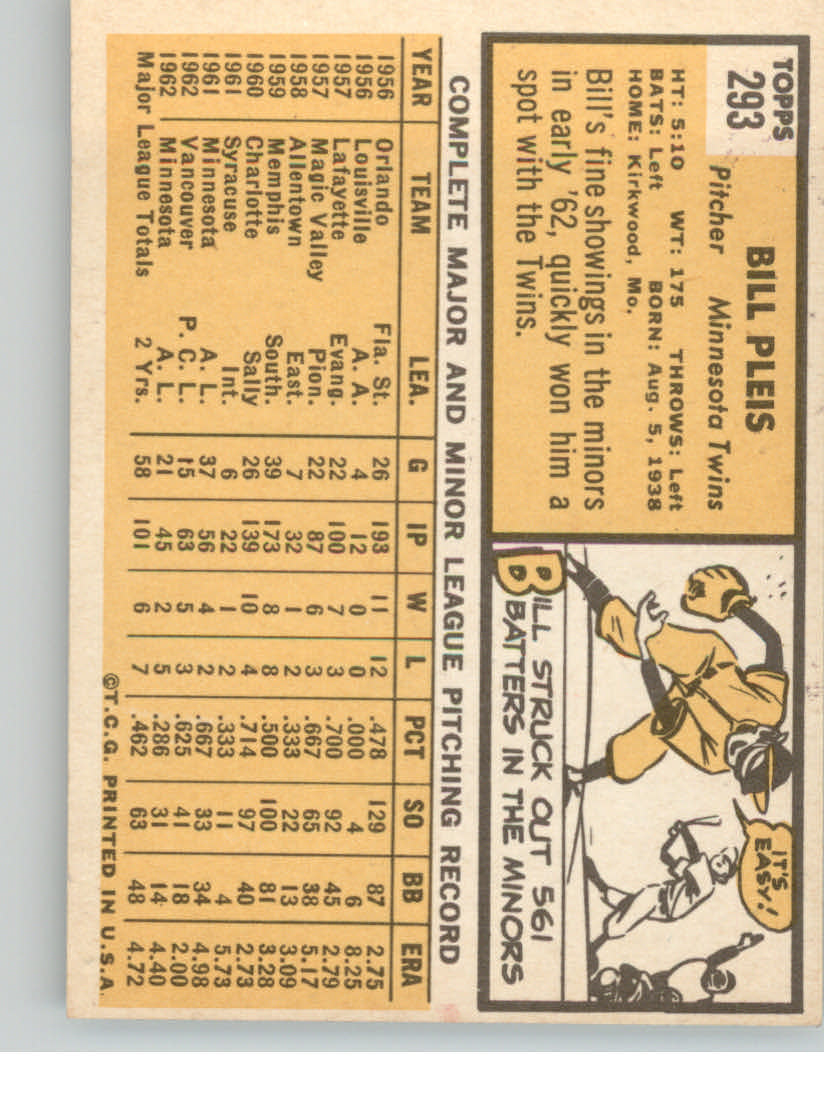 TOPPS
293
BILL PLEIS
Pitcher Minnesota Twins
HT: 5:10 WT: 175 THROWS: Left
BATS: Left BORN: Aug. 5, 1938
HOME: Kirkwood, Mo.
Bill's fine showings in the minors
in early '62, quickly won him a
spot with the Twins.
IT'S
EASY!
BILL STRUCK OUT 561
BATTERS IN THE MINORS
COMPLETE MAJOR AND MINOR LEAGUE PITCHING RECORD
YEAR TEAM LEA. G IP W L PCT SO BB ERA
1956 Orlando Fla. St. 26 193 11 12 .478 129 87 2.75
1956 Louisville A. A. 4 12 0 0 .000 4 6 8.25
1957 Lafayette Evang. 22 100 7 3 .700 92 45 2.79
1957 Magic Valley Pion. 22 87 6 3 .667 65 38 5.17
1958 Allentown East. 7 32 1 2 .333 22 13 3.09
1959 Memphis South. 39 173 8 8 .500 100 81 3.28
1960 Charlotte Sally 26 139 10 4 .714 97 40 2.73
1961 Syracuse Int. 6 22 1 2 .333 11 4 5.73
1961 Minnesota A. L. 37 56 4 2 .667 33 34 4.98
1962 Vancouver P. C. L. 15 63 5 3 .625 41 18 2.00
1962 Minnesota A. L. 21 45 2 5 .286 31 14 4.40
Major League Totals 2 Yrs. 58 101 6 7 .462 63 48 4.72
©T.C.G. PRINTED IN U.S.A.